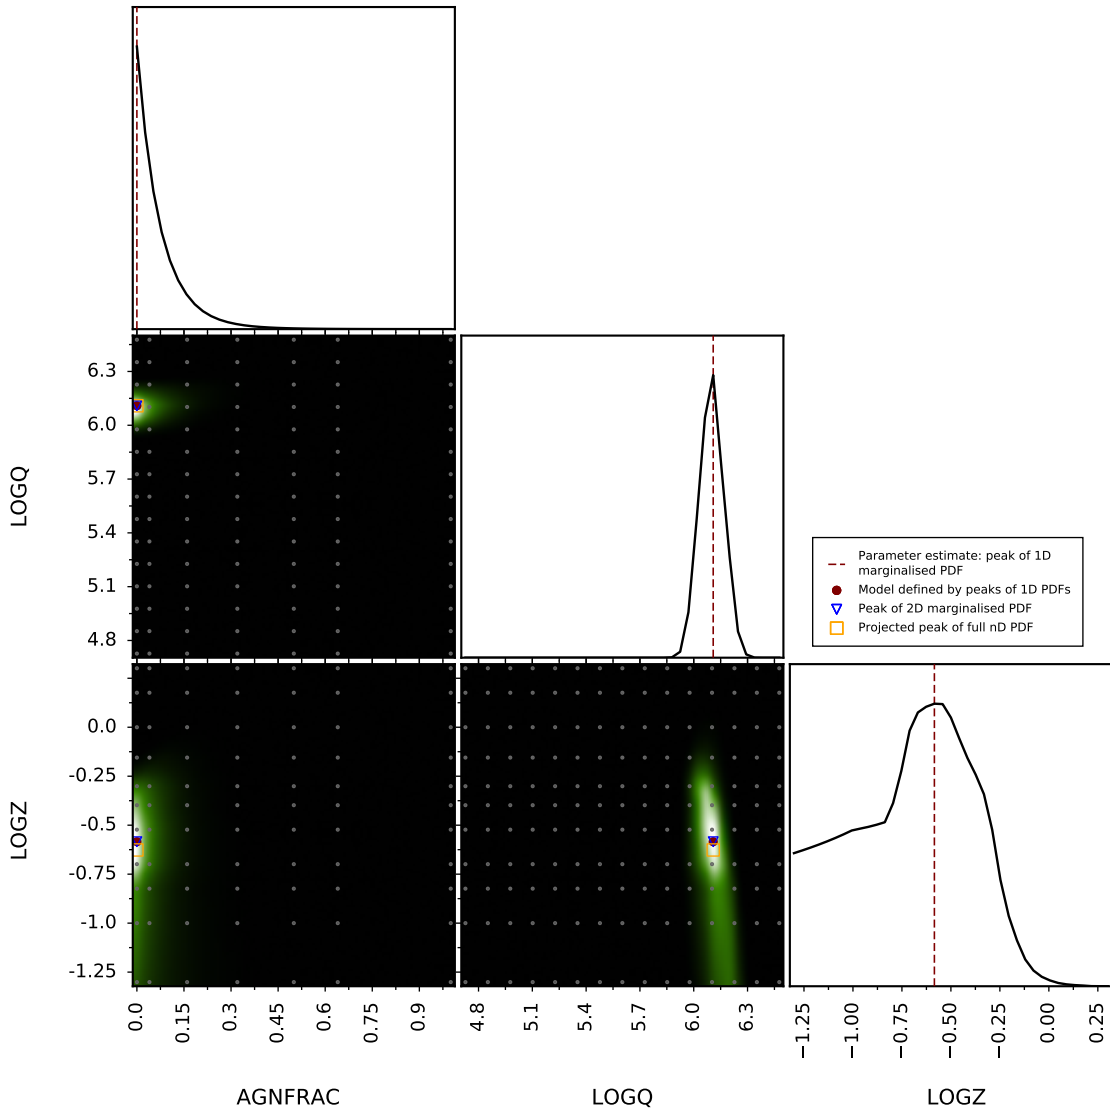 6.3
6.0
5.7
5.4
5.1
4.8
LOGQ
Parameter estimate: peak of 1D
marginalised PDF
Model defined by peaks of 1D PDFs
Peak of 2D marginalised PDF
Projected peak of full nD PDF
0.0
-0.25
-0.5
-0.75
-1.0
-1.25
LOGZ
0.0 0.15 0.3 0.45 0.6 0.75 0.9
4.8 5.1 5.4 5.7 6.0 6.3
−1.25 −1.00 −0.75 −0.50 −0.25 0.00 0.25
AGNFRAC LOGQ LOGZ